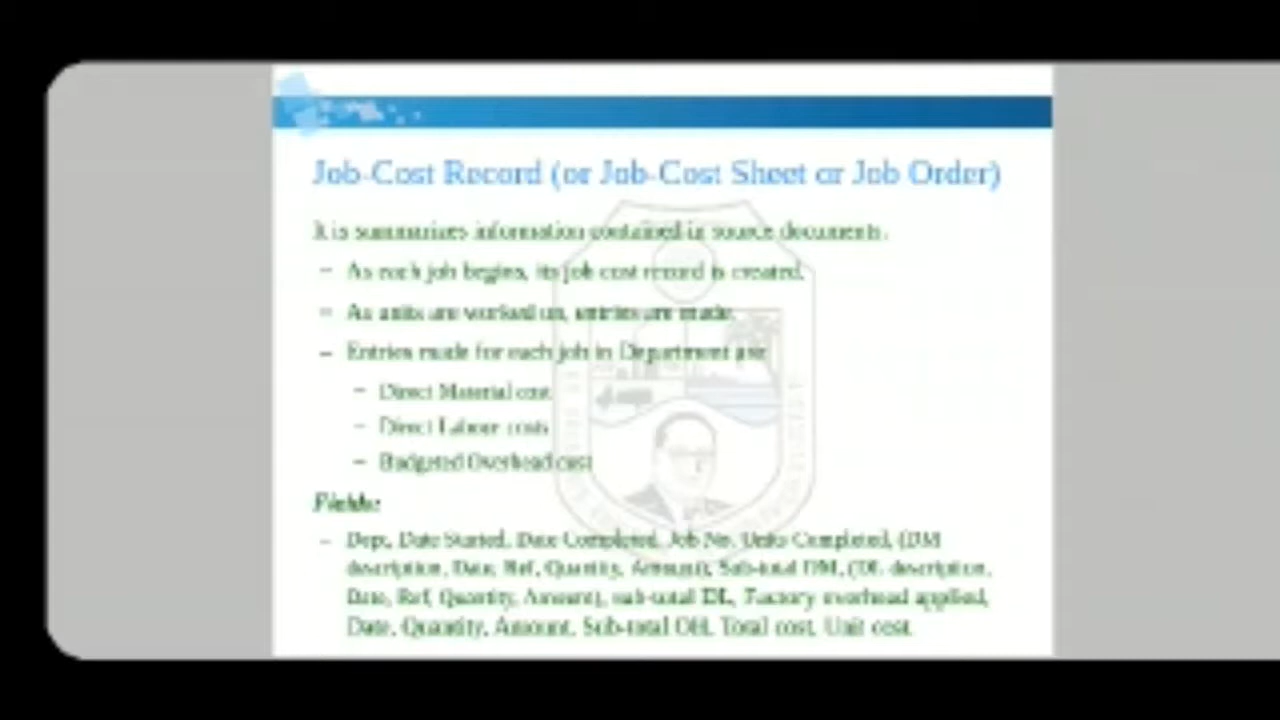 Job-Cost Record (or Job-Cost Sheet or Job Order)
It is summarizes information contained in source documents.
– As each job begins, its job cost record is created.
– As units are worked on, entries are made.
– Entries made for each job in Department are
– Direct Material cost
– Direct Labour costs
– Budgeted Overhead cost
Fields:
– Dept, Date Started, Date Completed, Job No, Units Completed, (DM
description, Date, Ref, Quantity, Amount), Sub-total DM, (DL description,
Date, Ref, Quantity, Amount), sub-total DL, Factory overhead applied,
Date, Quantity, Amount, Sub-total OH, Total cost, Unit cost.